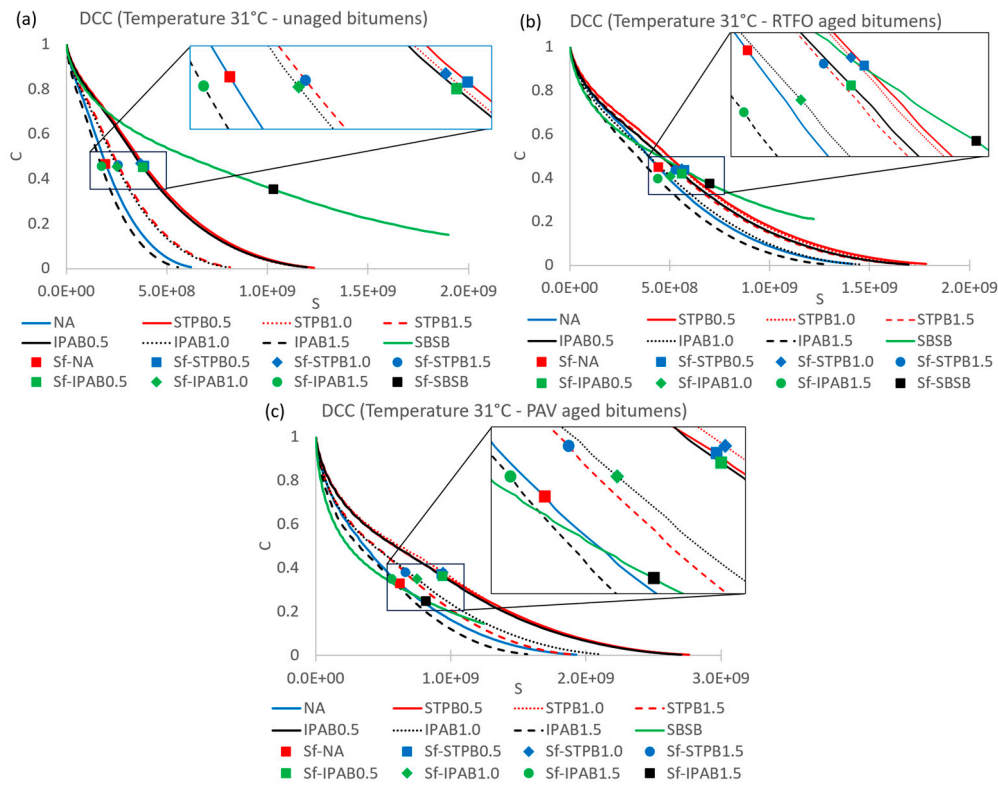 (a) DCC (Temperature 31°C - unaged bitumens)
1
0.8
0.6
0.4
0.2
0
C
0.0E+00 5.0E+08 1.0E+09 1.5E+09 2.0E+09
S
NA STPB0.5 STPB1.0 STPB1.5
IPAB0.5 IPAB1.0 IPAB1.5 SBSB
Sf-NA Sf-STPB0.5 Sf-STPB1.0 Sf-STPB1.5
Sf-IPAB0.5 Sf-IPAB1.0 Sf-IPAB1.5 Sf-SBSB
(b) DCC (Temperature 31°C - RTFO aged bitumens)
1
0.8
0.6
0.4
0.2
0
C
0.0E+00 5.0E+08 1.0E+09 1.5E+09 2.0E+09
S
NA STPB0.5 STPB1.0 STPB1.5
IPAB0.5 IPAB1.0 IPAB1.5 SBSB
Sf-NA Sf-STPB0.5 Sf-STPB1.0 Sf-STPB1.5
Sf-IPAB0.5 Sf-IPAB1.0 Sf-IPAB1.5 Sf-SBSB
(c) DCC (Temperature 31°C - PAV aged bitumens)
1
0.8
0.6
0.4
0.2
0
C
0.0E+00 1.0E+09 2.0E+09 3.0E+09
S
NA STPB0.5 STPB1.0 STPB1.5
IPAB0.5 IPAB1.0 IPAB1.5 SBSB
Sf-NA Sf-STPB0.5 Sf-STPB1.0 Sf-STPB1.5
Sf-IPAB0.5 Sf-IPAB1.0 Sf-IPAB1.5 Sf-IPAB1.5